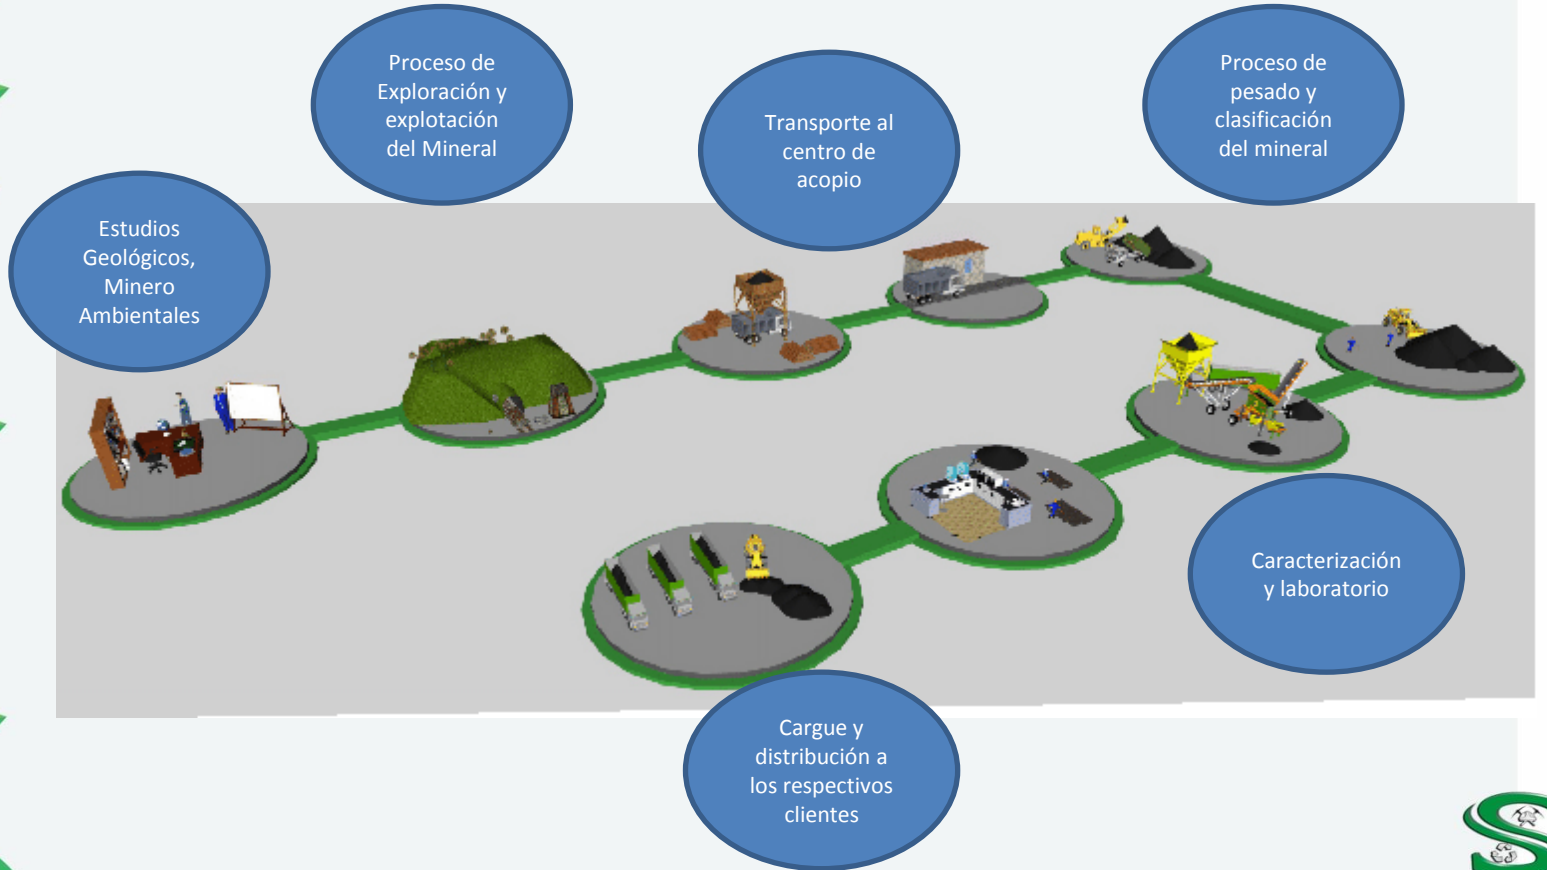 Proceso de
Exploración y
explotación
del Mineral
Transporte al
centro de
acopio
Proceso de
pesado y
clasificación
del mineral
Estudios
Geológicos,
Minero
Ambientales
Caracterización
y laboratorio
Cargue y
distribución a
los respectivos
clientes